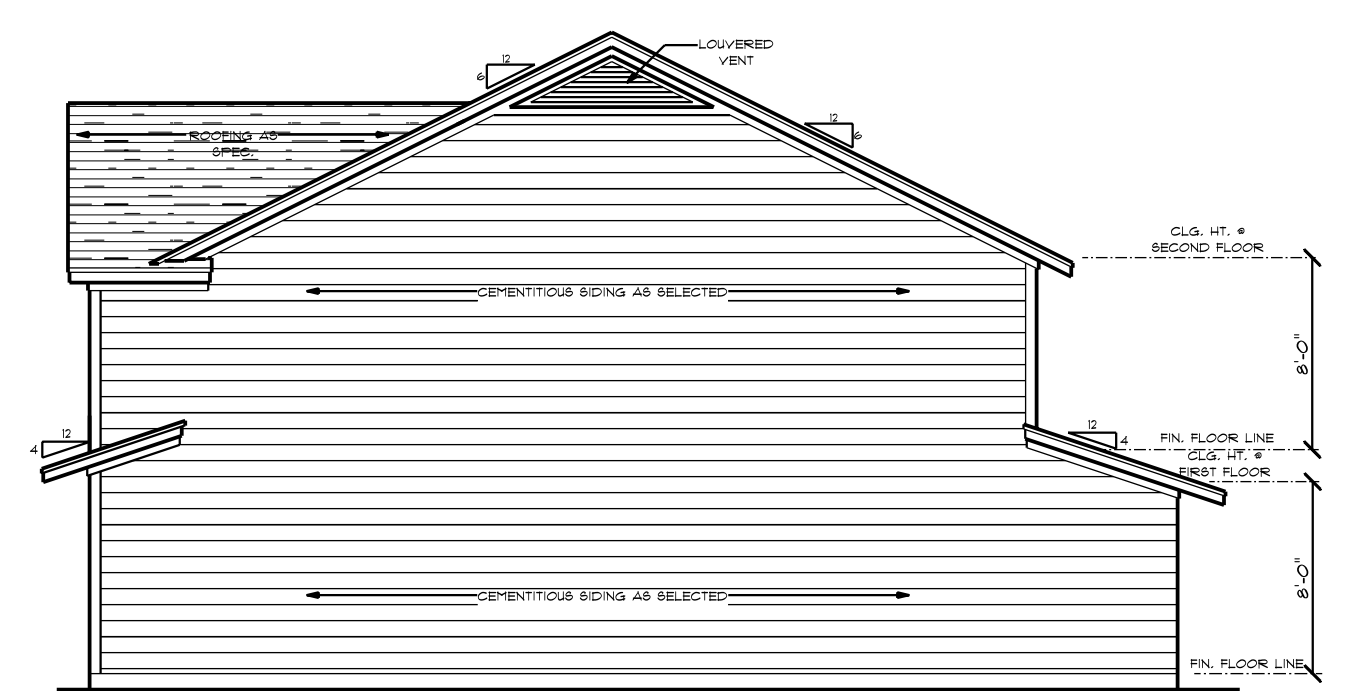 LOUVERED
VENT
12
6
12
6
ROOFING AS
SPEC.
CLG. HT. @
SECOND FLOOR
CEMENTITIOUS SIDING AS SELECTED
8'-0"
12
4
12
4
FIN. FLOOR LINE
CLG. HT. @
FIRST FLOOR
8'-0"
CEMENTITIOUS SIDING AS SELECTED
FIN. FLOOR LINE